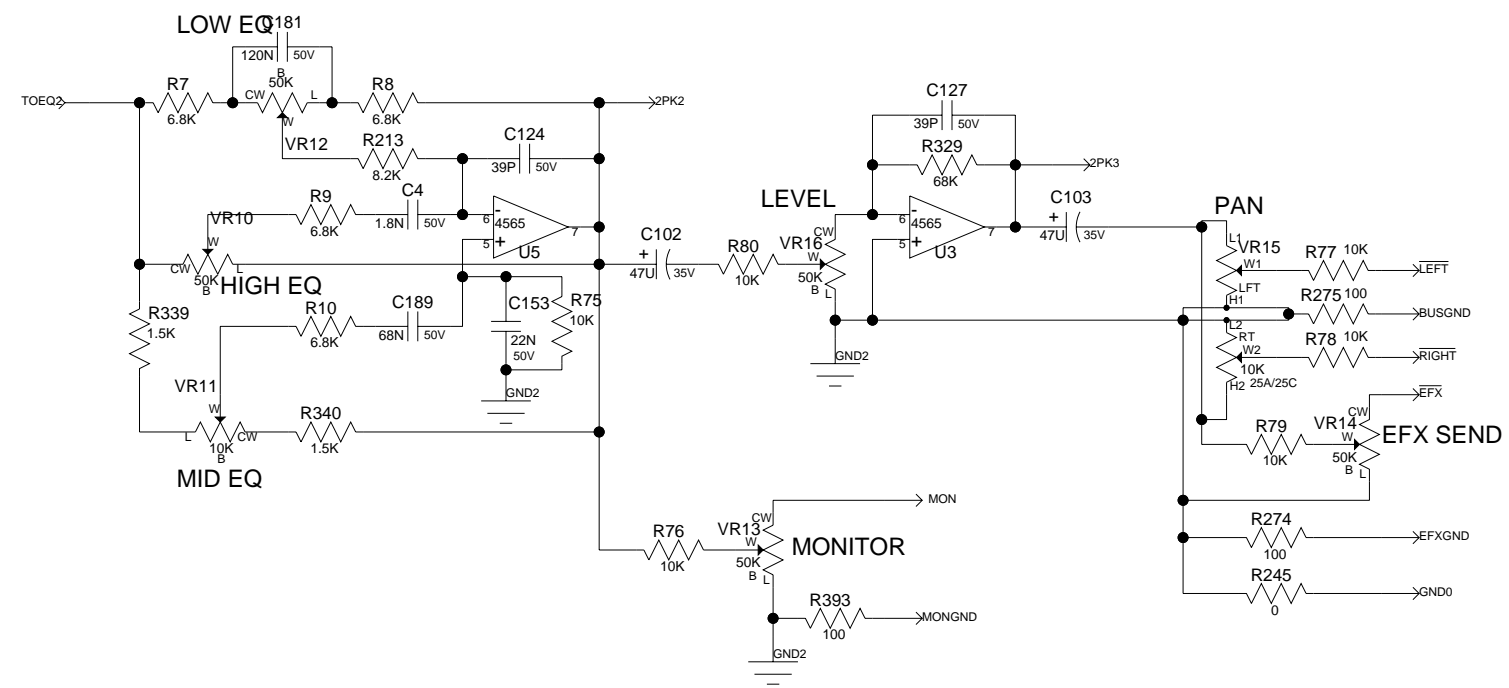 LOW EQ
C181
120N
50V
B
50K
R7
R8
TOEQ2
CW
L
2PK2
6.8K
6.8K
W
VR12
R213
8.2K
C124
39P
50V
C127
39P
50V
R329
68K
2PK3
VR10
W
R9
6.8K
C4
1.8N
50V
6
-
4565
5
+
7
U5
CW
L
50K
B
HIGH EQ
C102
+
47U
35V
R80
10K
LEVEL
VR16
CW
W
50K
B
L
6
-
4565
5
+
7
U3
GND2
C103
+
47U
35V
PAN
L1
VR15
W1
LFT
H1
R77
10K
LEFT
R275
100
BUSGND
L2
RT
W2
10K
H2
25A/25C
R78
10K
RIGHT
R339
1.5K
R10
6.8K
C189
68N
50V
C153
22N
50V
R75
10K
GND2
VR11
W
L
CW
10K
B
MID EQ
R340
1.5K
EFX
R79
10K
VR14
CW
W
50K
B
L
EFX SEND
R76
10K
VR13
CW
W
50K
B
L
MON
MONITOR
R393
100
MONGND
GND2
R274
100
EFXGND
R245
0
GND0